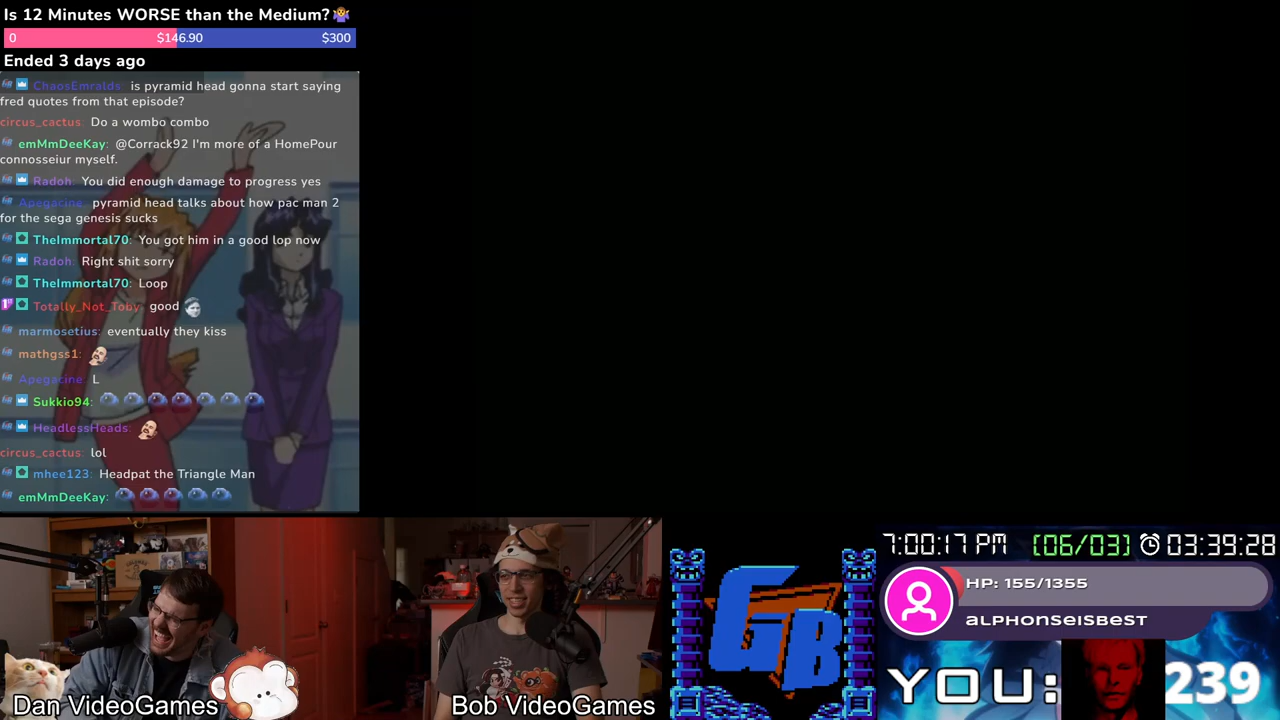 Is 12 Minutes WORSE than the Medium?🤷‍♀️
0 $146.90 $300
Ended 3 days ago
ChaosEmralds: is pyramid head gonna start saying
fred quotes from that episode?
circus_cactus: Do a wombo combo
emMmDeeKay: @Corrack92 I'm more of a HomePour
connosseiur myself.
Radoh: You did enough damage to progress yes
Apegacine: pyramid head talks about how pac man 2
for the sega genesis sucks
TheImmortal70: You got him in a good lop now
Radoh: Right shit sorry
TheImmortal70: Loop
Totally_Not_Toby: good
marmosetius: eventually they kiss
mathgss1:
Apegacine: L
Sukkio94:
HeadlessHeads:
circus_cactus: lol
mhee123: Headpat the Triangle Man
emMmDeeKay:
Dan VideoGames
Bob VideoGames
GB
7:00:17 PM [06/03] 03:39:28
HP: 155/1355
alphonseisbest
YOU: 239